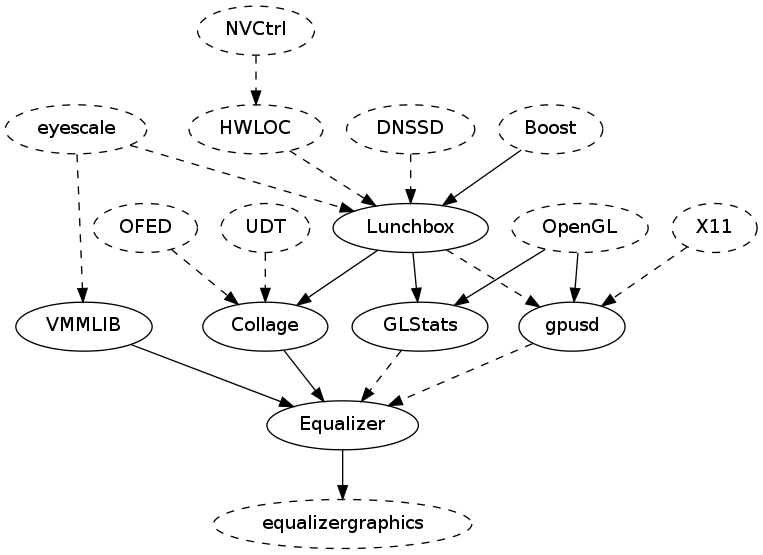 NVCtrl
eyescale
HWLOC
DNSSD
Boost
OFED
UDT
Lunchbox
OpenGL
X11
VMMLIB
Collage
GLStats
gpusd
Equalizer
equalizergraphics